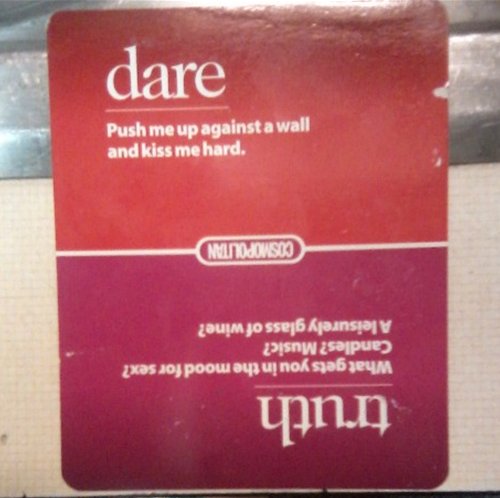 dare
Push me up against a wall
and kiss me hard.
COSMOPOLITAN
truth
What gets you in the mood for sex?
Candles? Music?
A leisurely glass of wine?